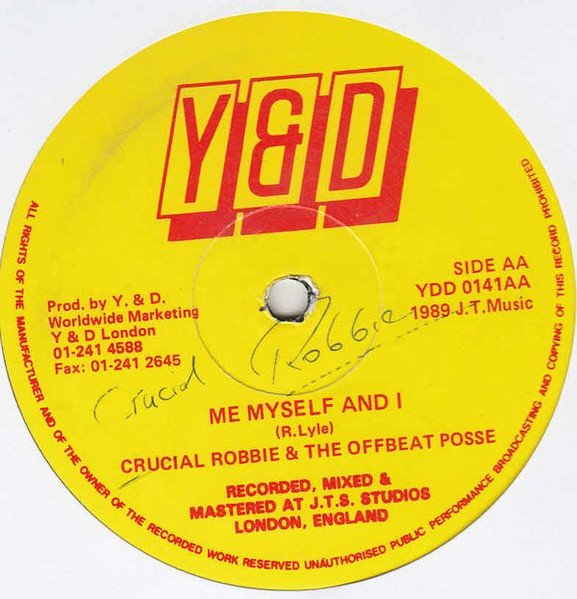 Y&D
SIDE AA
YDD 0141AA
1989 J.T.Music
Prod. by Y. & D.
Worldwide Marketing
Y & D London
01-241 4588
Fax: 01-241 2645
Crucial Robbie
ME MYSELF AND I
(R.Lyle)
CRUCIAL ROBBIE & THE OFFBEAT POSSE
RECORDED, MIXED &
MASTERED AT J.T.S. STUDIOS
LONDON, ENGLAND
ALL RIGHTS OF THE MANUFACTURER AND OF THE OWNER OF THE RECORDED WORK RESERVED UNAUTHORISED PUBLIC PERFORMANCE BROADCASTING AND COPYING OF THIS RECORD PROHIBITED